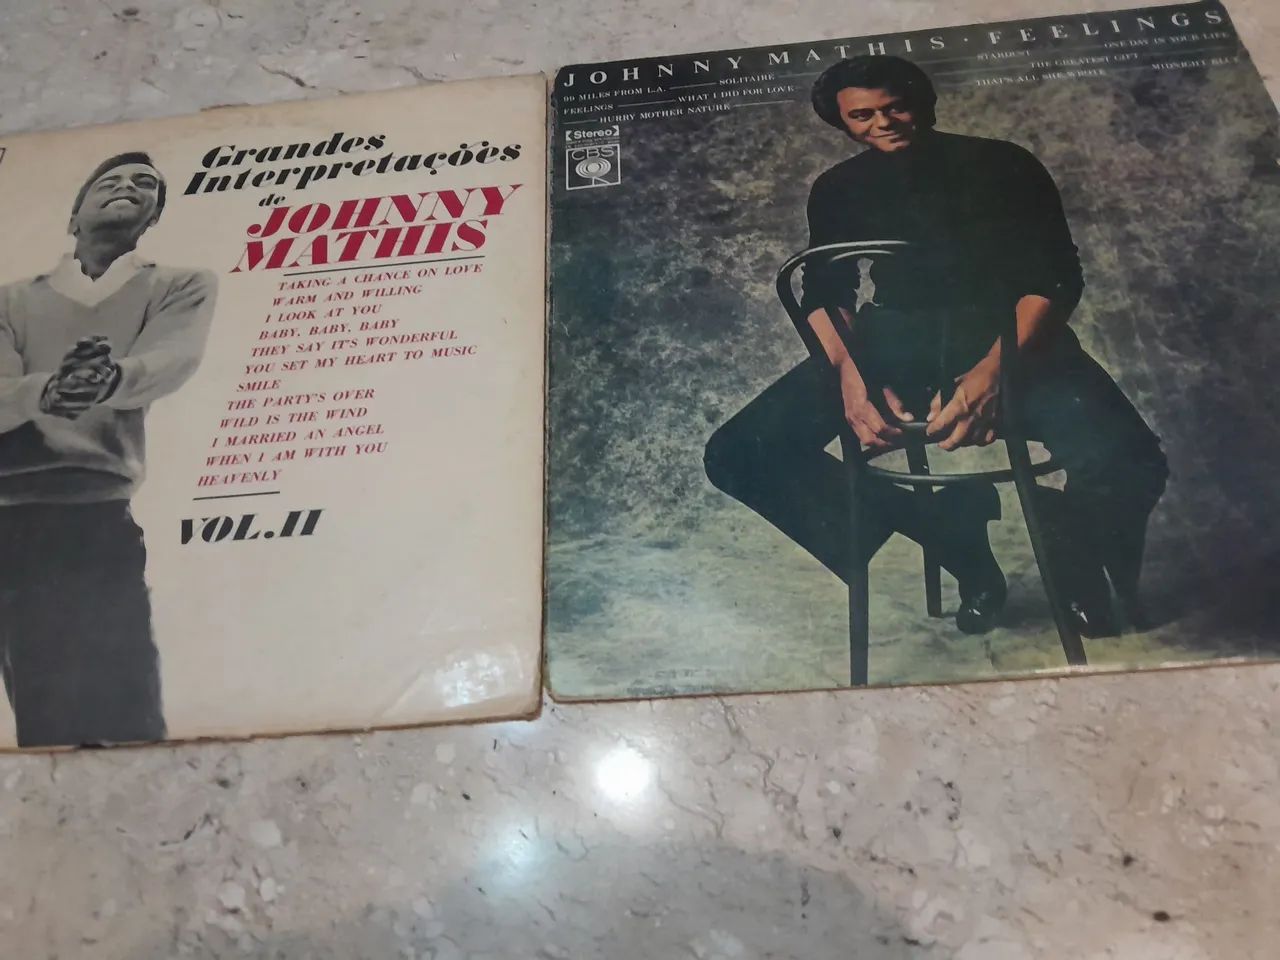 Grandes
Interpretações
de
JOHNNY
MATHIS
TAKING A CHANCE ON LOVE
WARM AND WILLING
I LOOK AT YOU
BABY, BABY, BABY
THEY SAY IT'S WONDERFUL
YOU SET MY HEART TO MUSIC
SMILE
THE PARTY'S OVER
WILD IS THE WIND
I MARRIED AN ANGEL
WHEN I AM WITH YOU
HEAVENLY
VOL.II
JOHNNY MATHIS · FEELINGS
99 MILES FROM L.A. SOLITAIRE STARDUST ONE DAY IN YOUR LIFE
FEELINGS WHAT I DID FOR LOVE THE GREATEST GIFT MIDNIGHT BLUE
HURRY MOTHER NATURE THAT'S ALL SHE WROTE
Stereo
CBS